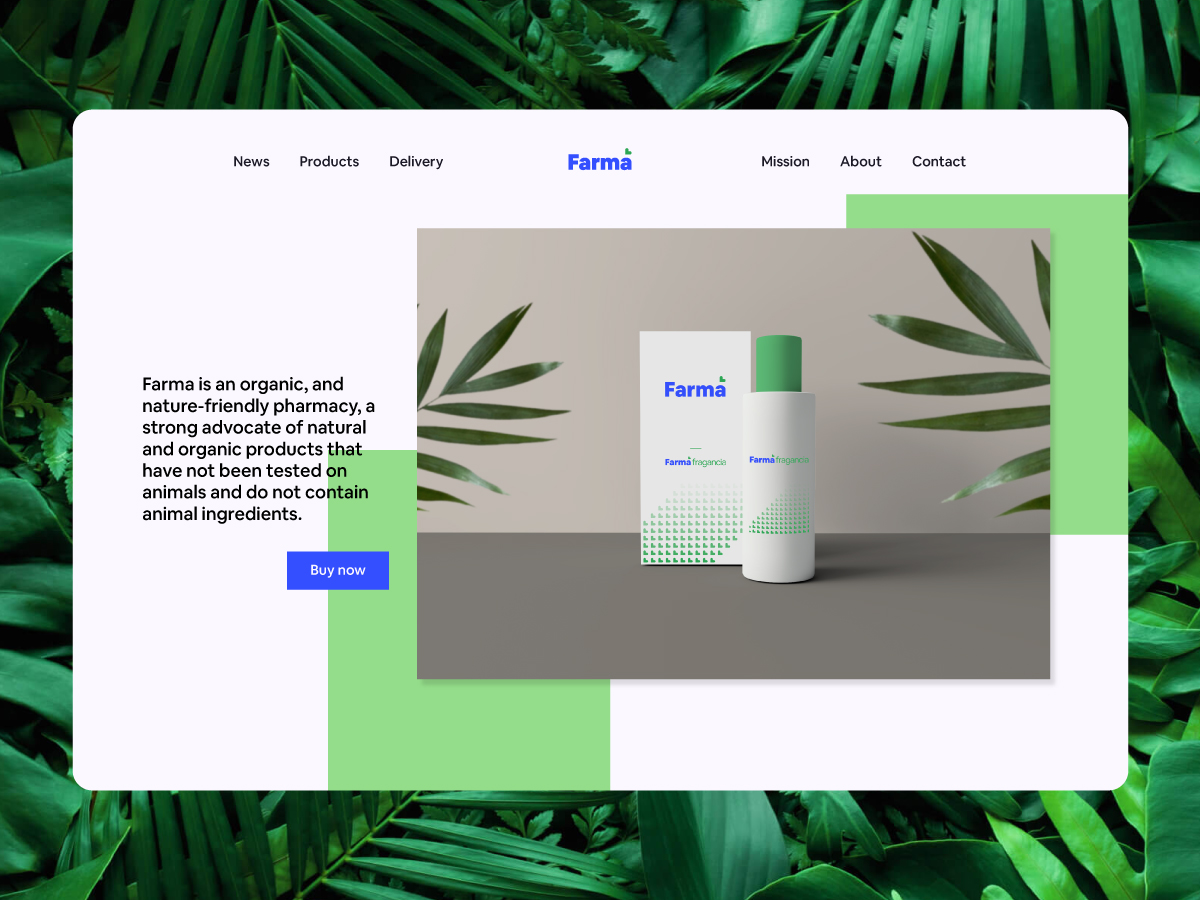 News Products Delivery Farma Mission About Contact
Farma is an organic, and
nature-friendly pharmacy, a
strong advocate of natural
and organic products that
have not been tested on
animals and do not contain
animal ingredients.
Buy now
Farma
Farma fragancia
Farma fragancia